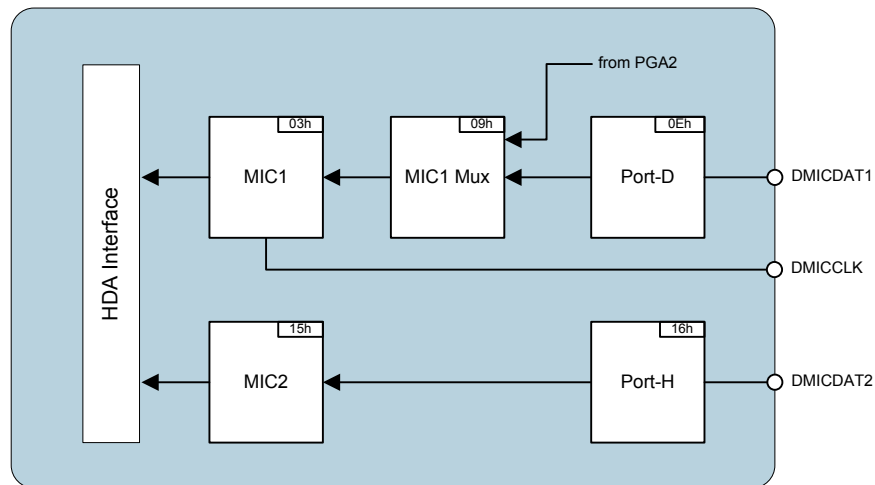 from PGA2
03h
09h
0Eh
MIC1
MIC1 Mux
Port-D
DMICDAT1
DMICCLK
HDA Interface
15h
16h
MIC2
Port-H
DMICDAT2